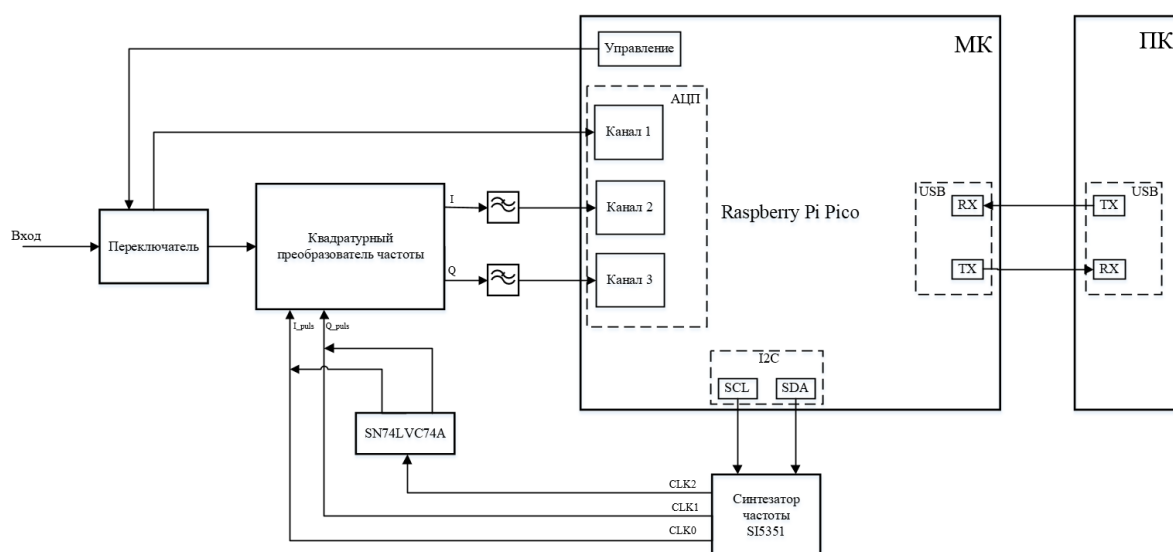 МК
ПК
Управление
АЦП
Канал 1
I
Канал 2
Raspberry Pi Pico
USB
RX
TX
USB
TX
RX
Вход
Переключатель
Квадратурный
преобразователь частоты
Q
Канал 3
I_puls
Q_puls
I2C
SCL
SDA
SN74LVC74A
CLK2
CLK1
CLK0
Синтезатор
частоты
SI5351